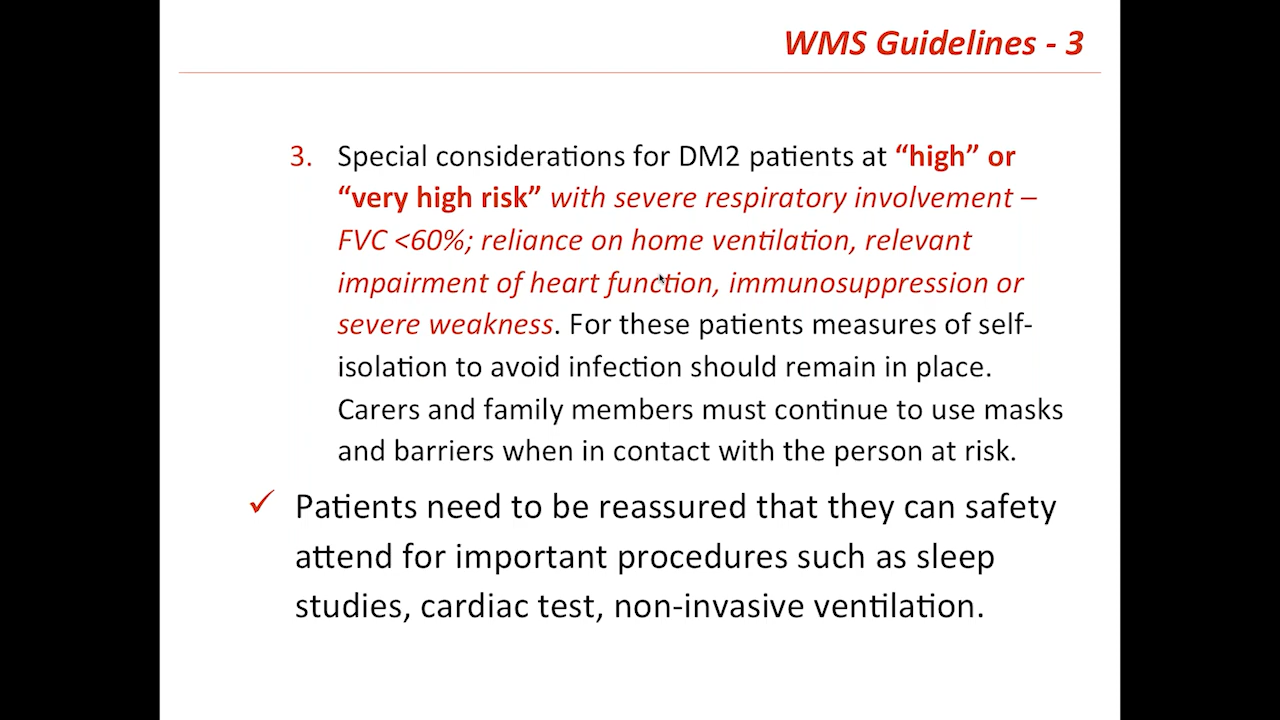 WMS Guidelines - 3
3. Special considerations for DM2 patients at “high” or
“very high risk” with severe respiratory involvement –
FVC <60%; reliance on home ventilation, relevant
impairment of heart function, immunosuppression or
severe weakness. For these patients measures of self-
isolation to avoid infection should remain in place.
Carers and family members must continue to use masks
and barriers when in contact with the person at risk.
✓ Patients need to be reassured that they can safety
attend for important procedures such as sleep
studies, cardiac test, non-invasive ventilation.